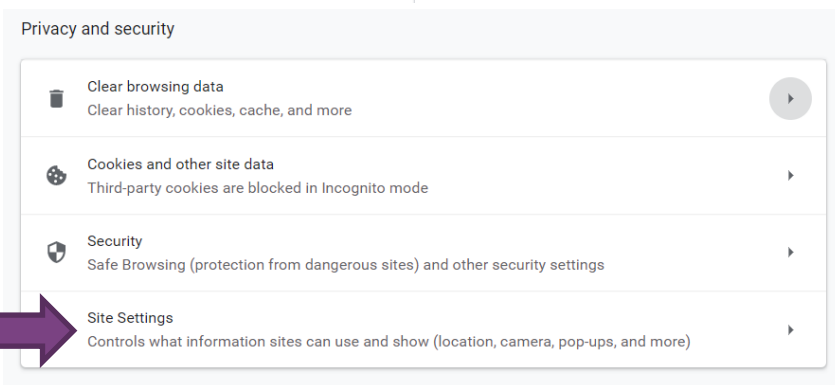 Privacy and security
Clear browsing data
Clear history, cookies, cache, and more
Cookies and other site data
Third-party cookies are blocked in Incognito mode
Security
Safe Browsing (protection from dangerous sites) and other security settings
Site Settings
Controls what information sites can use and show (location, camera, pop-ups, and more)